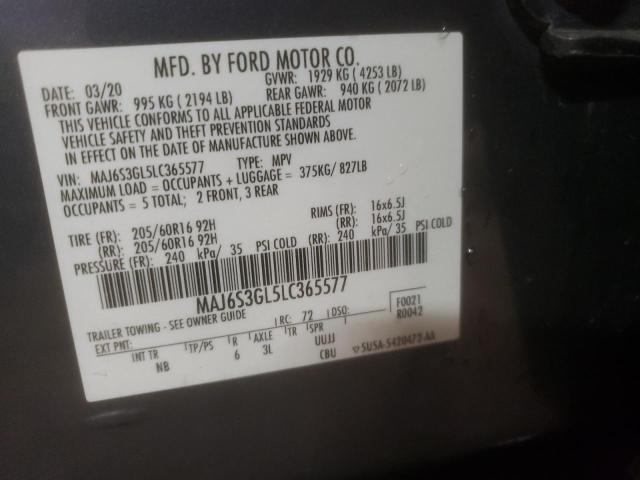 MFD. BY FORD MOTOR CO.
DATE: 03/20 GVWR: 1929 KG ( 4253 LB)
FRONT GAWR: 995 KG ( 2194 LB) REAR GAWR: 940 KG ( 2072 LB)
THIS VEHICLE CONFORMS TO ALL APPLICABLE FEDERAL MOTOR
VEHICLE SAFETY AND THEFT PREVENTION STANDARDS
IN EFFECT ON THE DATE OF MANUFACTURE SHOWN ABOVE.
VIN: MAJ6S3GL5LC365577 TYPE: MPV
MAXIMUM LOAD = OCCUPANTS + LUGGAGE = 375KG/ 827LB
OCCUPANTS = 5 TOTAL; 2 FRONT, 3 REAR
TIRE (FR): 205/60R16 92H RIMS (FR): 16x6.5J
(RR): 205/60R16 92H (RR): 16x6.5J
PRESSURE (FR): 240 kPa/ 35 PSI COLD (RR): 240 kPa/ 35 PSI COLD
MAJ6S3GL5LC365577
TRAILER TOWING - SEE OWNER GUIDE
EXT PNT: RC: 72 DSO: F0021
R0042
INT TR TP/PS R AXLE TR SPR
NB 6 3L UUJJ
CBU 5U5A-5420472-AA